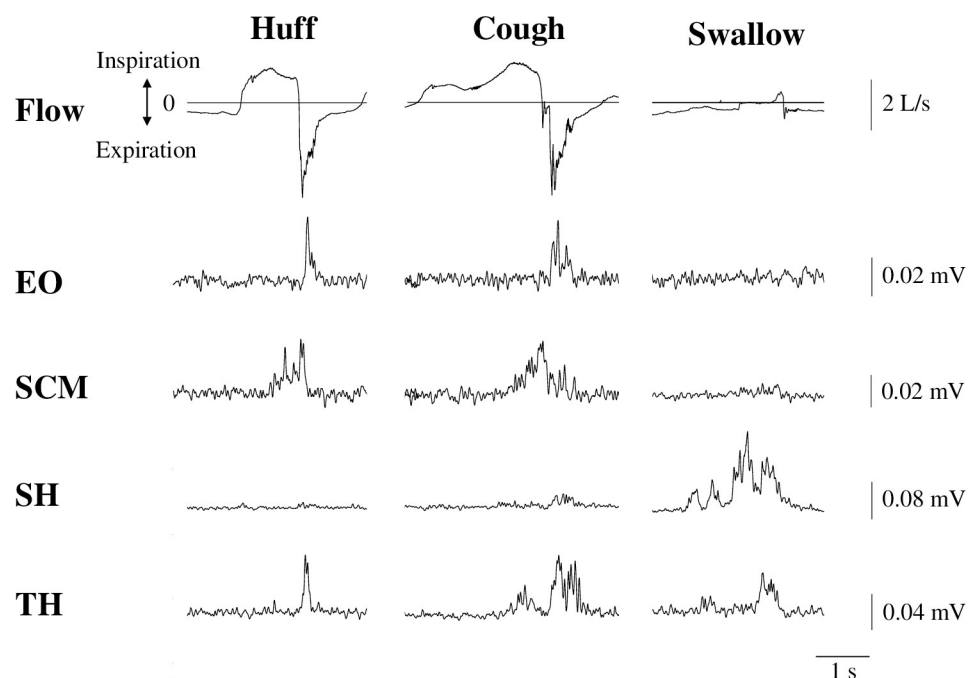 Huff Cough Swallow
Inspiration
Flow 0 2 L/s
Expiration
EO 0.02 mV
SCM 0.02 mV
SH 0.08 mV
TH 0.04 mV
1 s